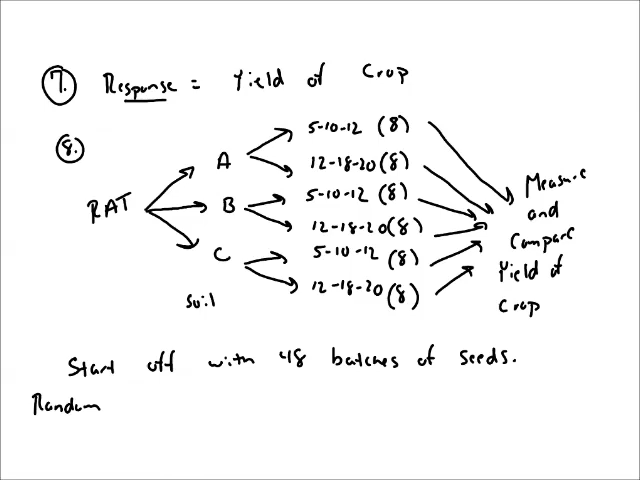 7. Response = Yield of Crop
8.
RAT
A
B
C
soil
5-10-12 (8)
12-18-20 (8)
5-10-12 (8)
12-18-20 (8)
5-10-12 (8)
12-18-20 (8)
Measure
and
Compare
Yield of
Crop
Start off with 48 batches of seeds.
Random